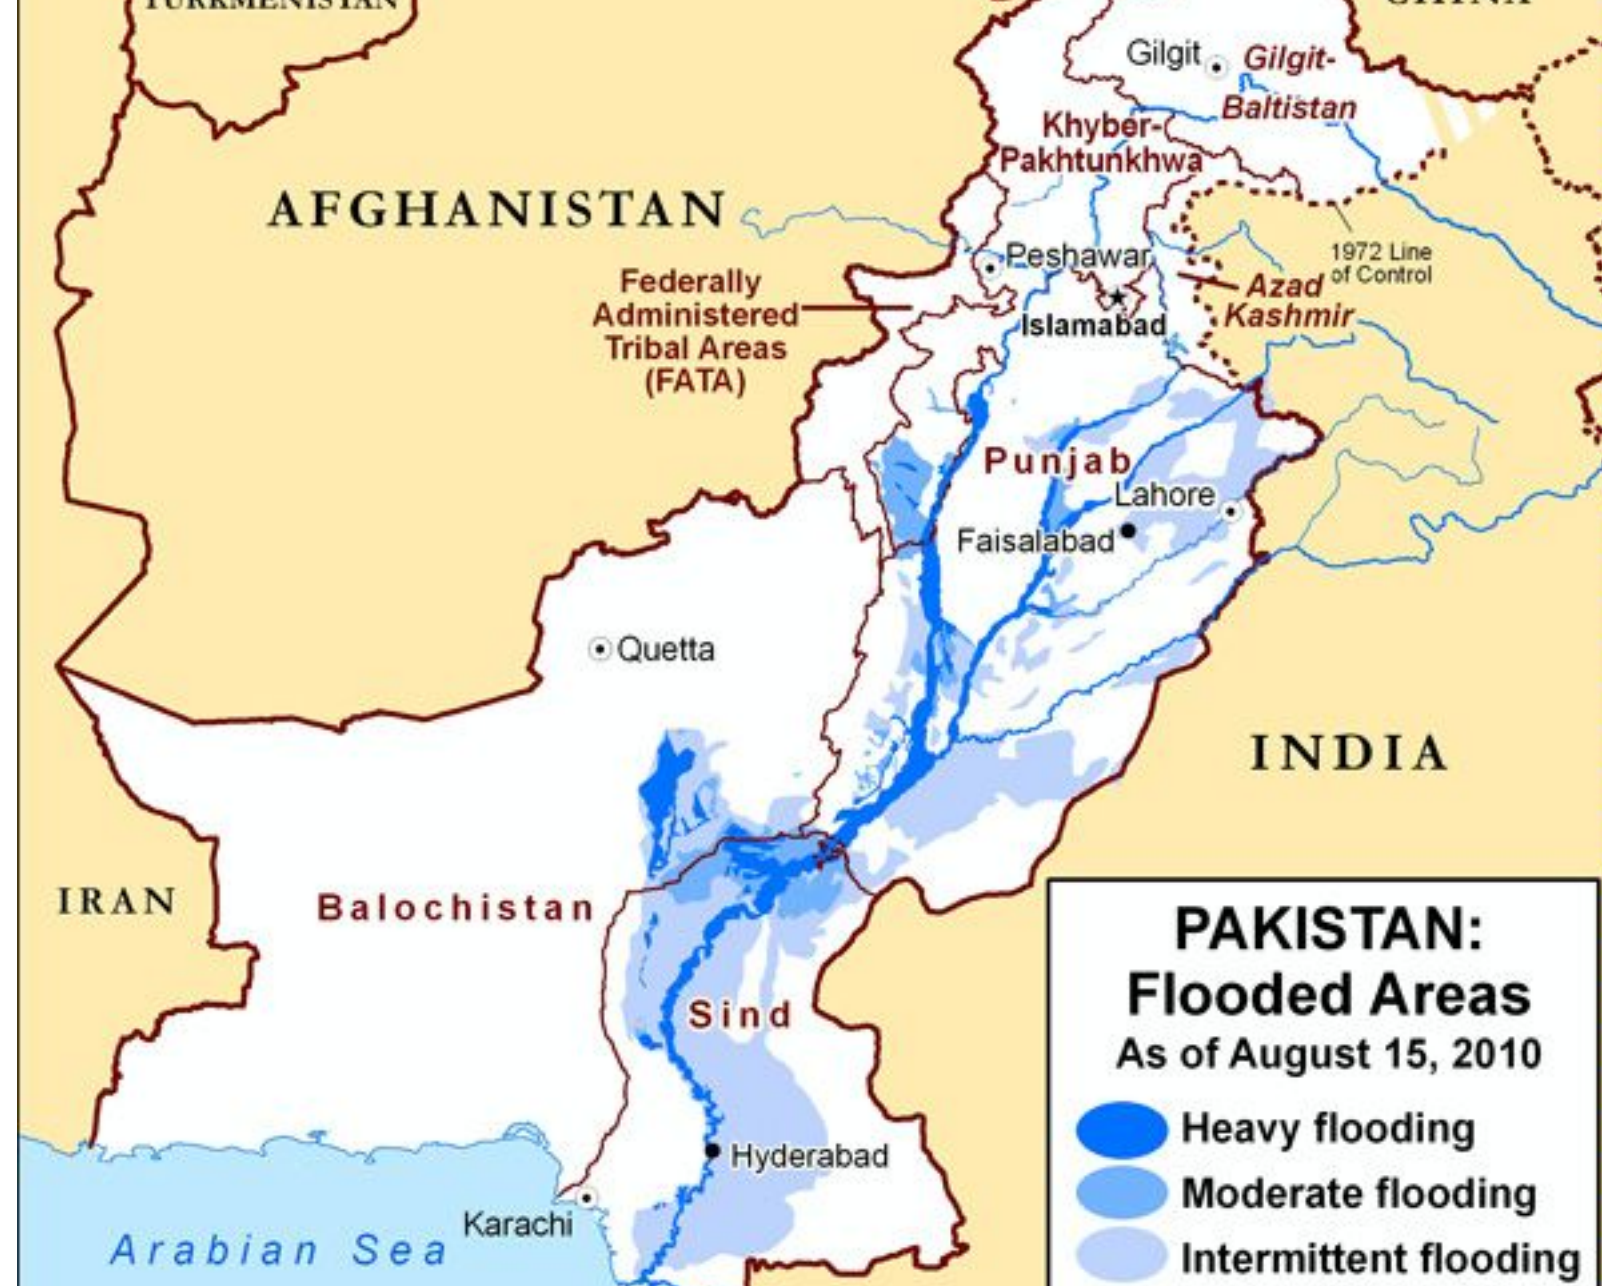 TURKMENISTAN
CHINA
Gilgit
Gilgit-
Baltistan
Khyber-
Pakhtunkhwa
AFGHANISTAN
Peshawar
1972 Line
of Control
Federally
Administered
Tribal Areas
(FATA)
Azad
Kashmir
Islamabad
Punjab
Lahore
Faisalabad
Quetta
INDIA
IRAN
Balochistan
Sind
Hyderabad
Karachi
Arabian Sea
PAKISTAN:
Flooded Areas
As of August 15, 2010
Heavy flooding
Moderate flooding
Intermittent flooding